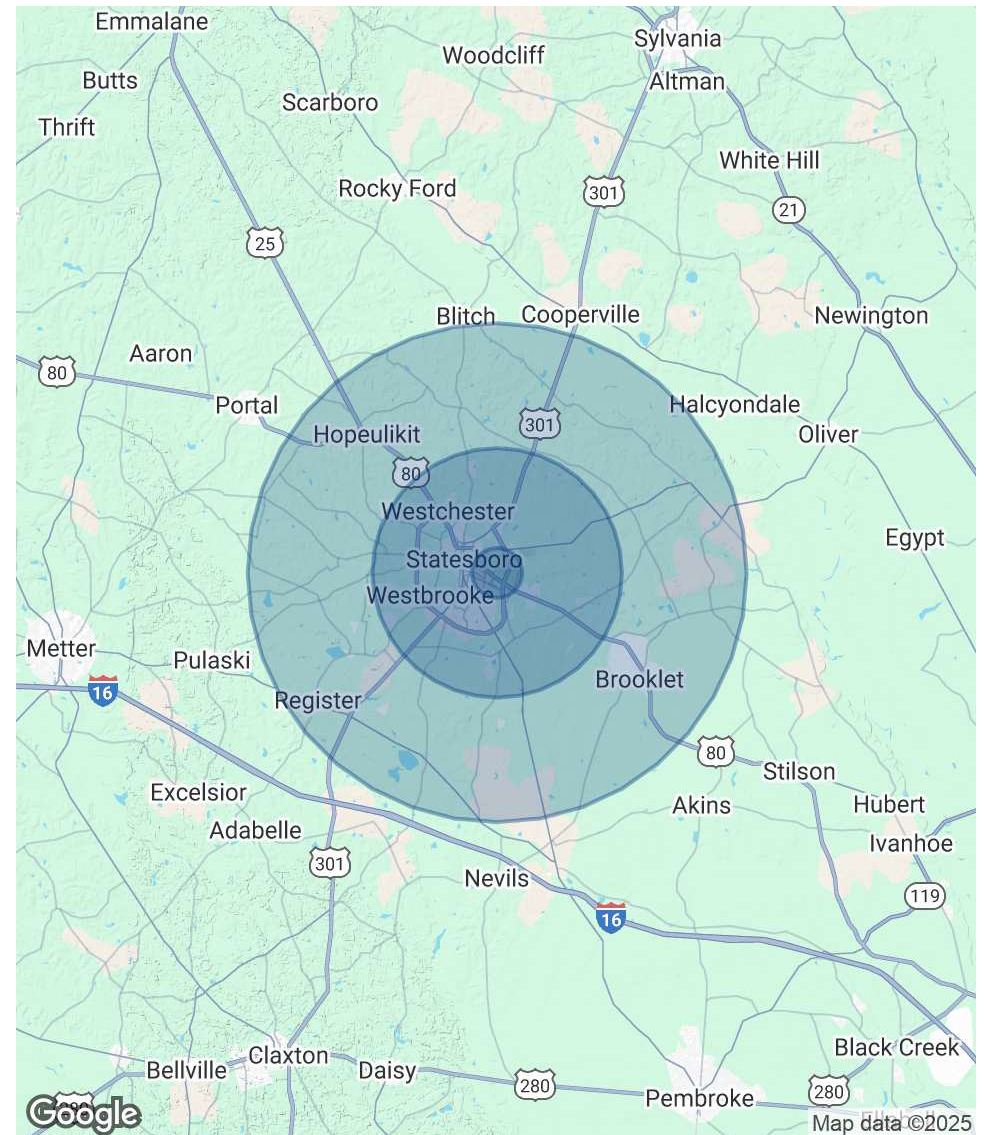 Emmalane
Sylvania
Woodcliff
Butts
Altman
Scarboro
Thrift
White Hill
Rocky Ford
301
21
25
Blitch
Cooperville
Newington
Aaron
80
Portal
Halcyondale
301
Hopeulikit
Oliver
80
Westchester
Egypt
Statesboro
Westbrooke
Metter
Pulaski
Brooklet
16
Register
80
Stilson
Excelsior
Akins
Hubert
Adabelle
Ivanhoe
301
Nevils
119
16
Black Creek
Claxton
Bellville
Daisy
280
280
Pembroke
Google
Map data ©2025